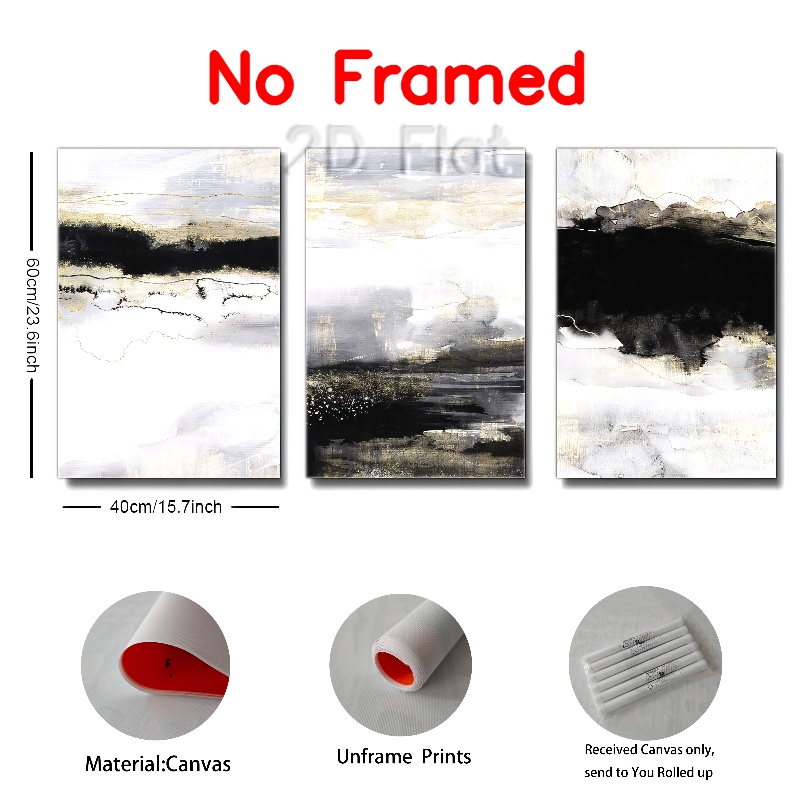 No Framed
2D Flat
60cm/23.6inch
40cm/15.7inch
Material:Canvas
Unframe Prints
Received Canvas only,
send to You Rolled up